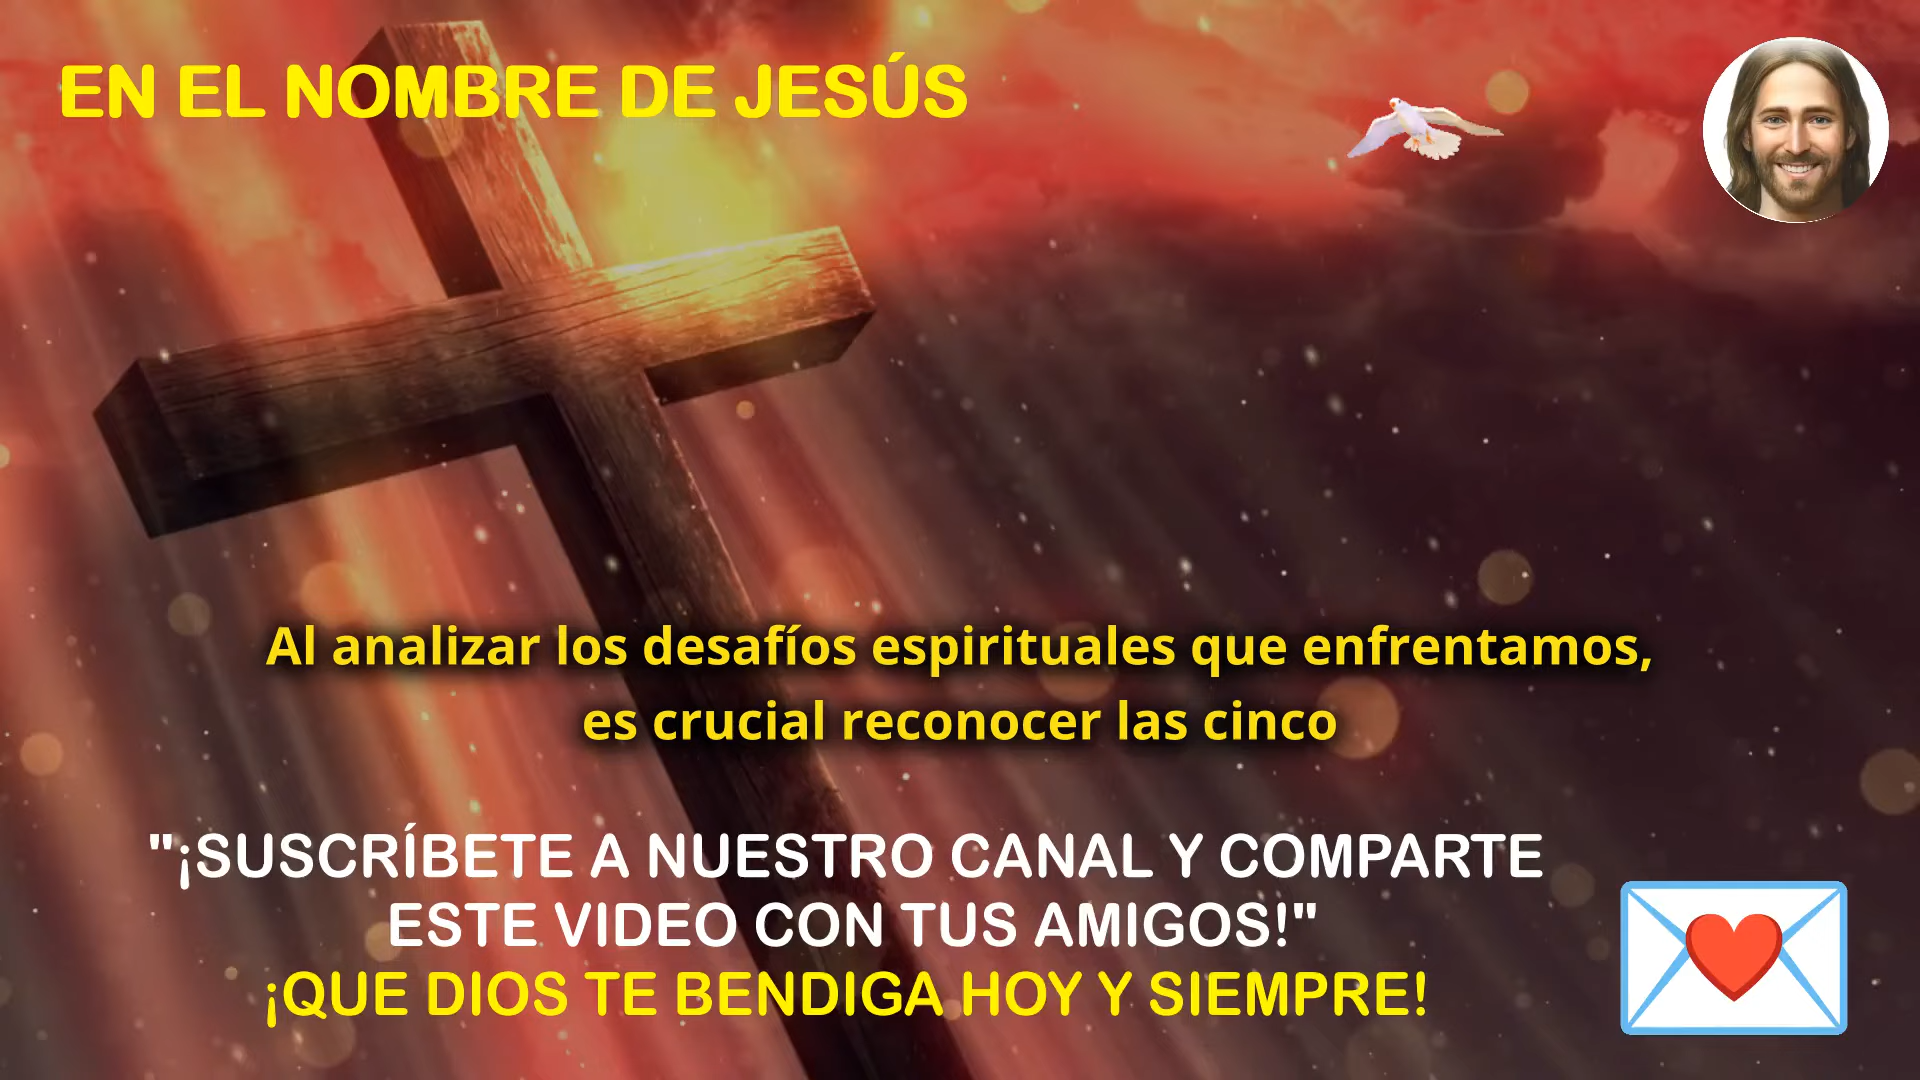 EN EL NOMBRE DE JESÚS
Al analizar los desafíos espirituales que enfrentamos,
es crucial reconocer las cinco
"¡SUSCRÍBETE A NUESTRO CANAL Y COMPARTE
ESTE VIDEO CON TUS AMIGOS!"
¡QUE DIOS TE BENDIGA HOY Y SIEMPRE!